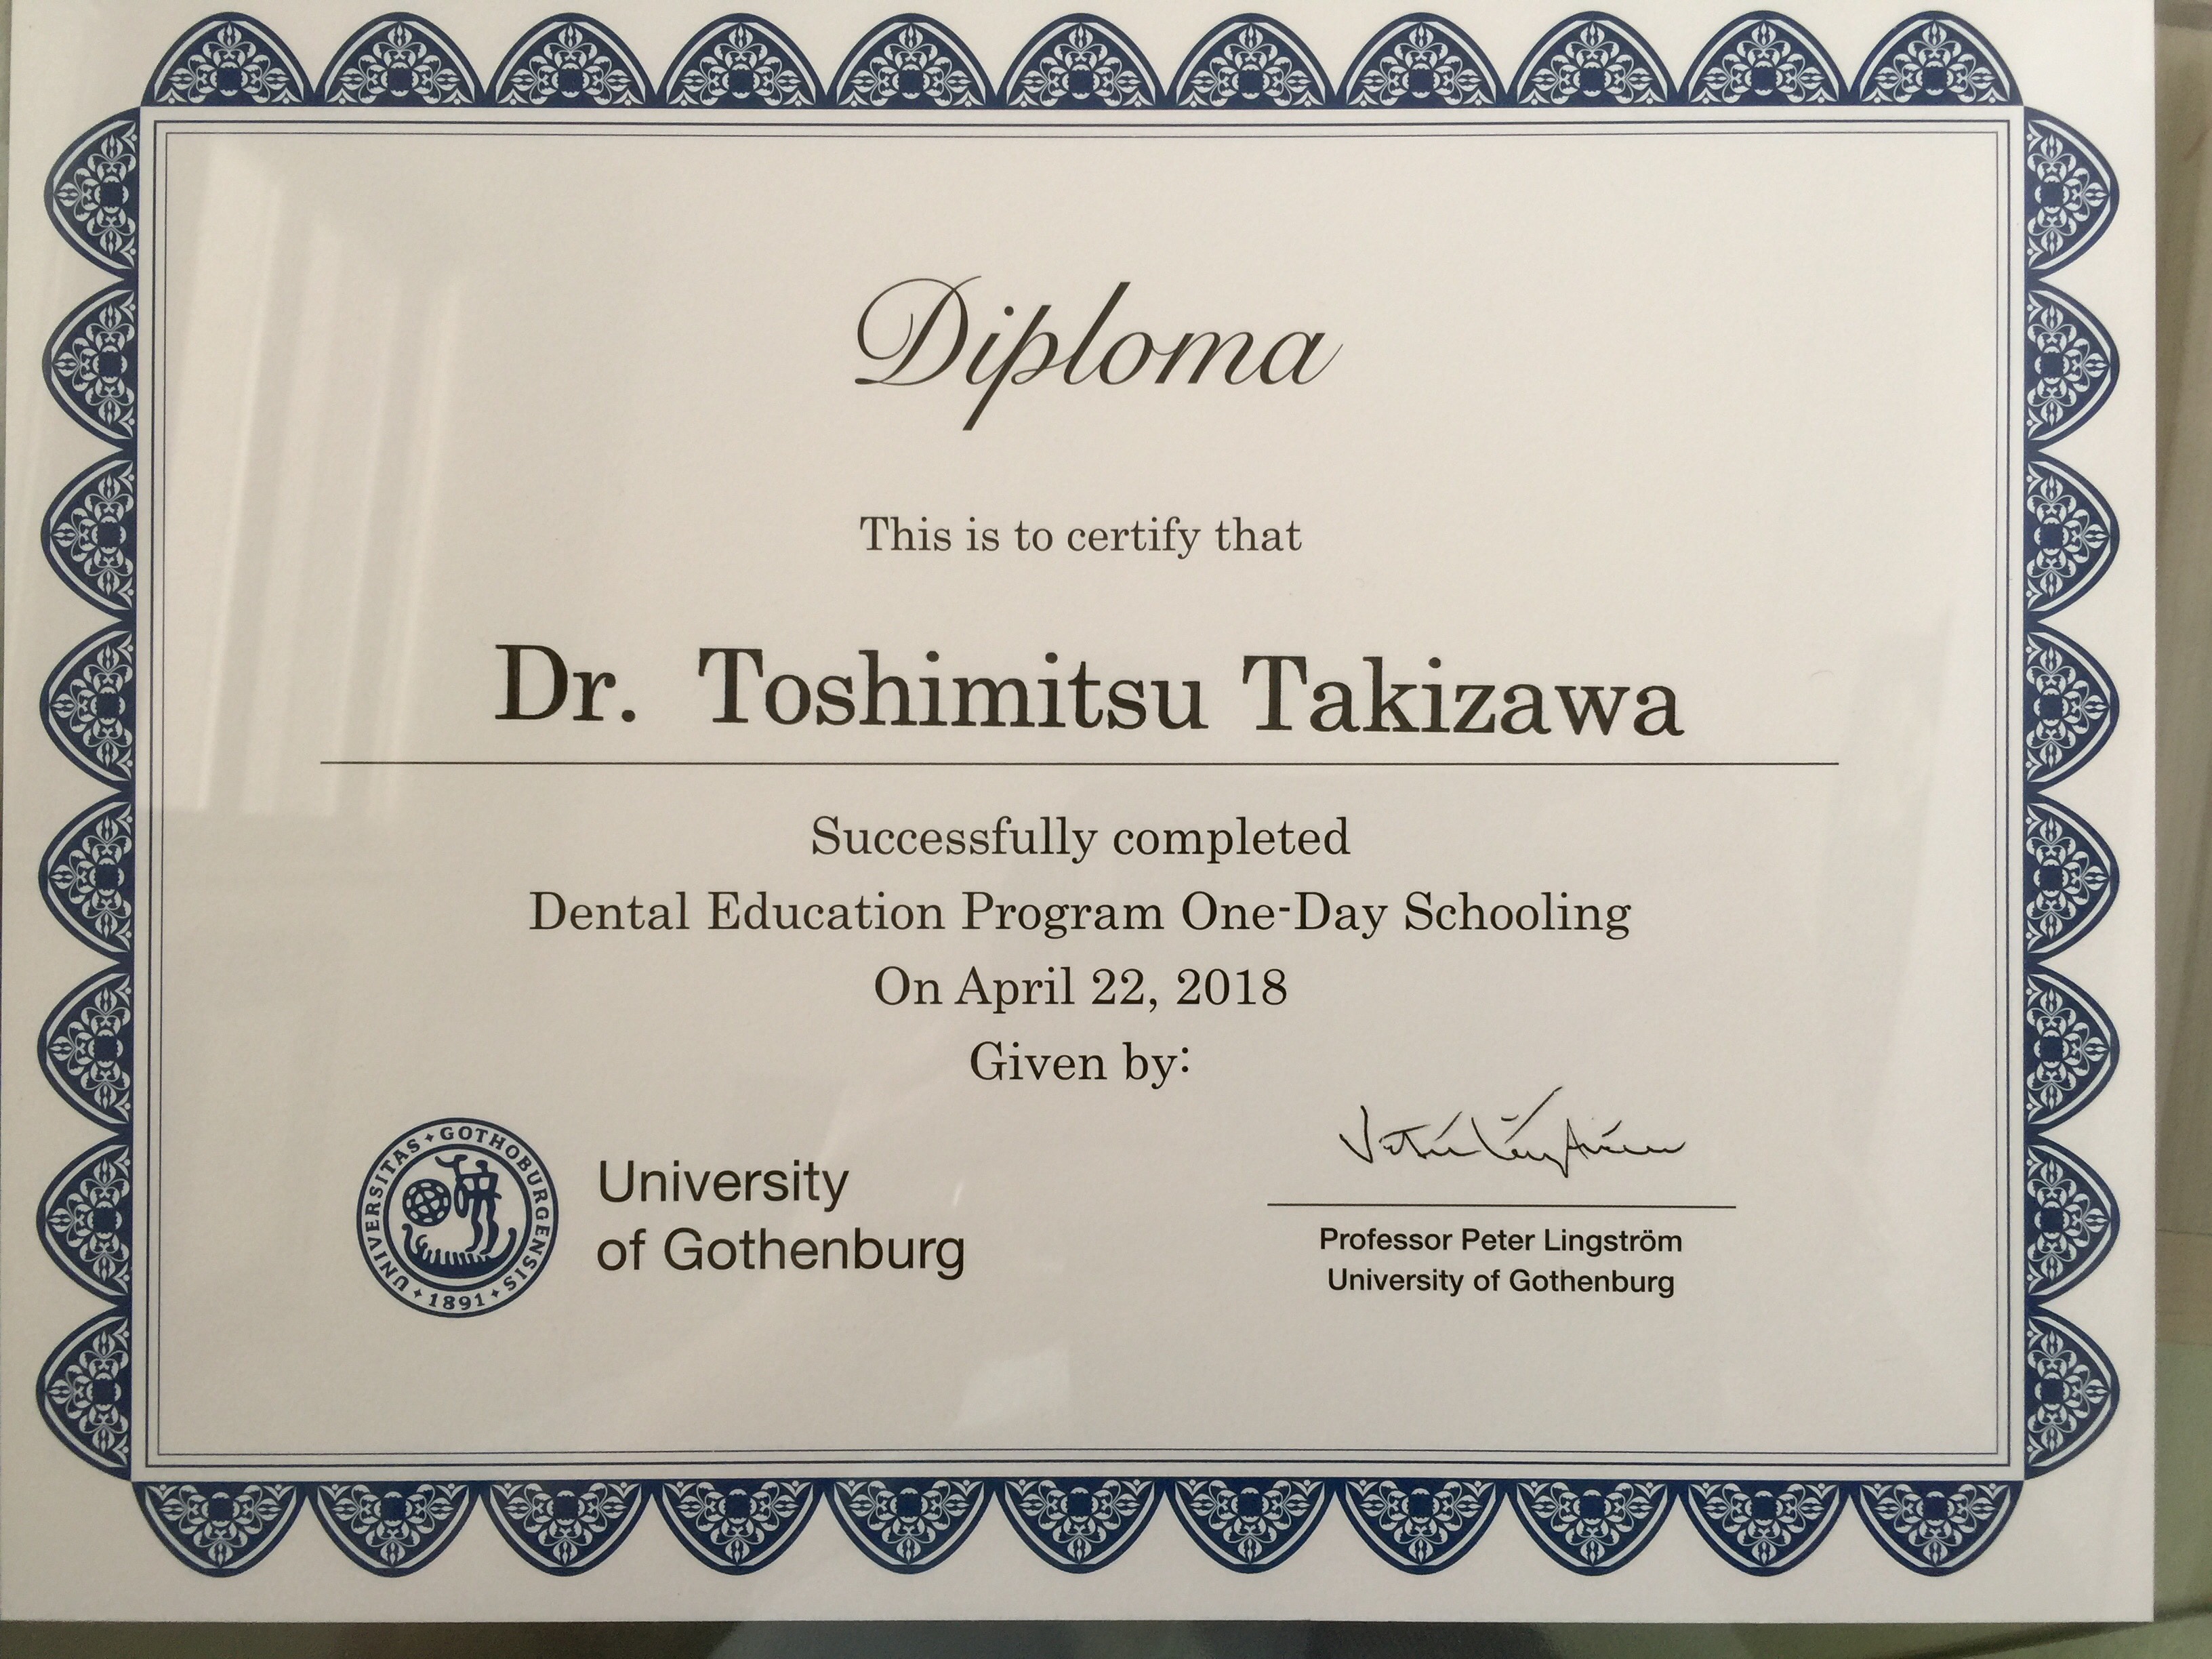 Diploma
This is to certify that
Dr. Toshimitsu Takizawa
Successfully completed
Dental Education Program One-Day Schooling
On April 22, 2018
Given by:
UNIVERSITAS GOTHOBURGENSIS
1891
University
of Gothenburg
Professor Peter Lingström
University of Gothenburg